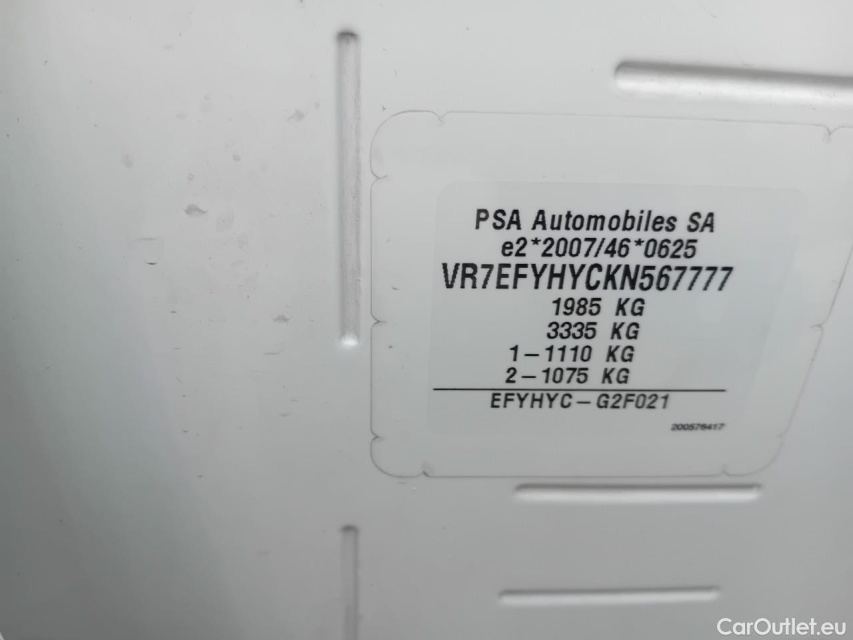 PSA Automobiles SA
e2*2007/46*0625
VR7EFYHYCKN567777
1985 KG
3335 KG
1-1110 KG
2-1075 KG
EFYHYC-G2F021
200576417
CarOutlet.eu